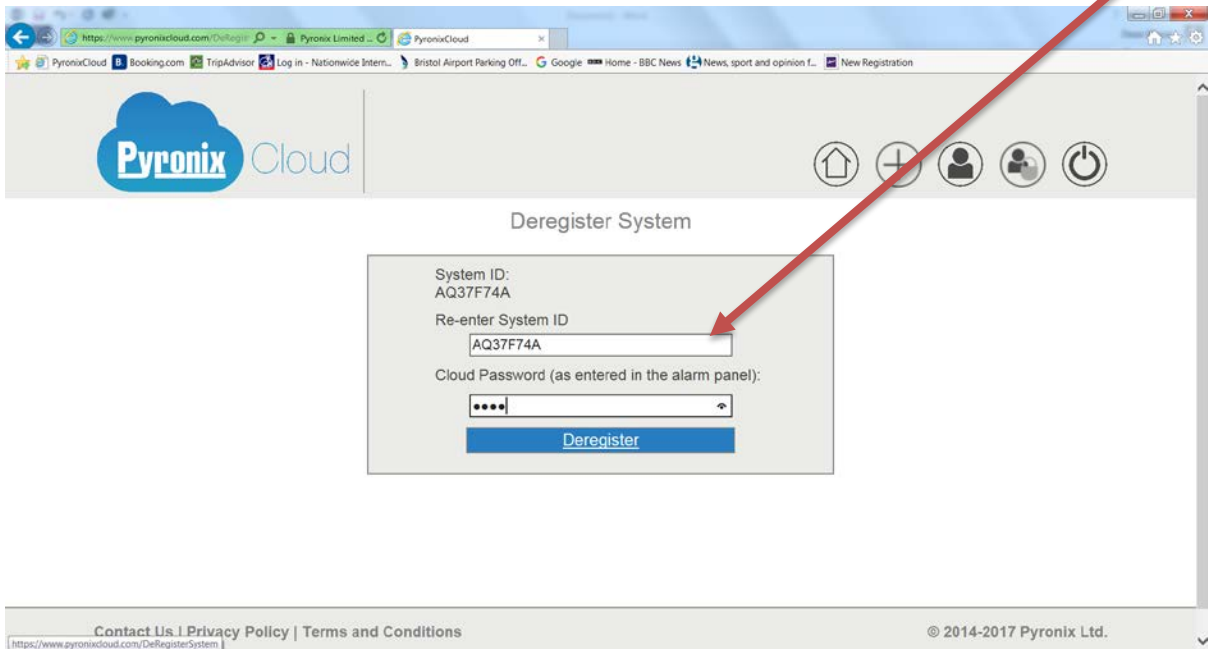 https://www.pyronixcloud.com/DeRegis
Pyronix Limited ...
PyronixCloud
PyronixCloud
B. Booking.com
TripAdvisor
Log in - Nationwide Intern...
Bristol Airport Parking Off...
Google
Home - BBC News
News, sport and opinion f...
New Registration
Pyronix Cloud
Deregister System
System ID:
AQ37F74A
Re-enter System ID
AQ37F74A
Cloud Password (as entered in the alarm panel):
••••
Deregister
Contact Us | Privacy Policy | Terms and Conditions
© 2014-2017 Pyronix Ltd.
https://www.pyronixcloud.com/DeRegisterSystem